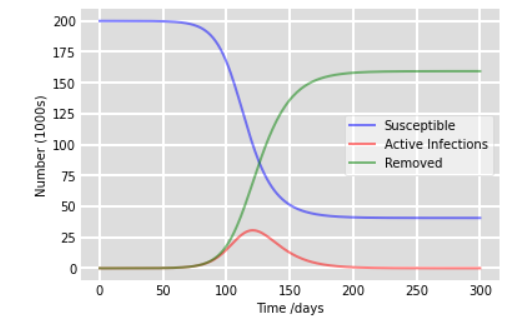 200
175
150
125
100
75
50
25
0
Number (1000s)
Susceptible
Active Infections
Removed
0 50 100 150 200 250 300
Time /days